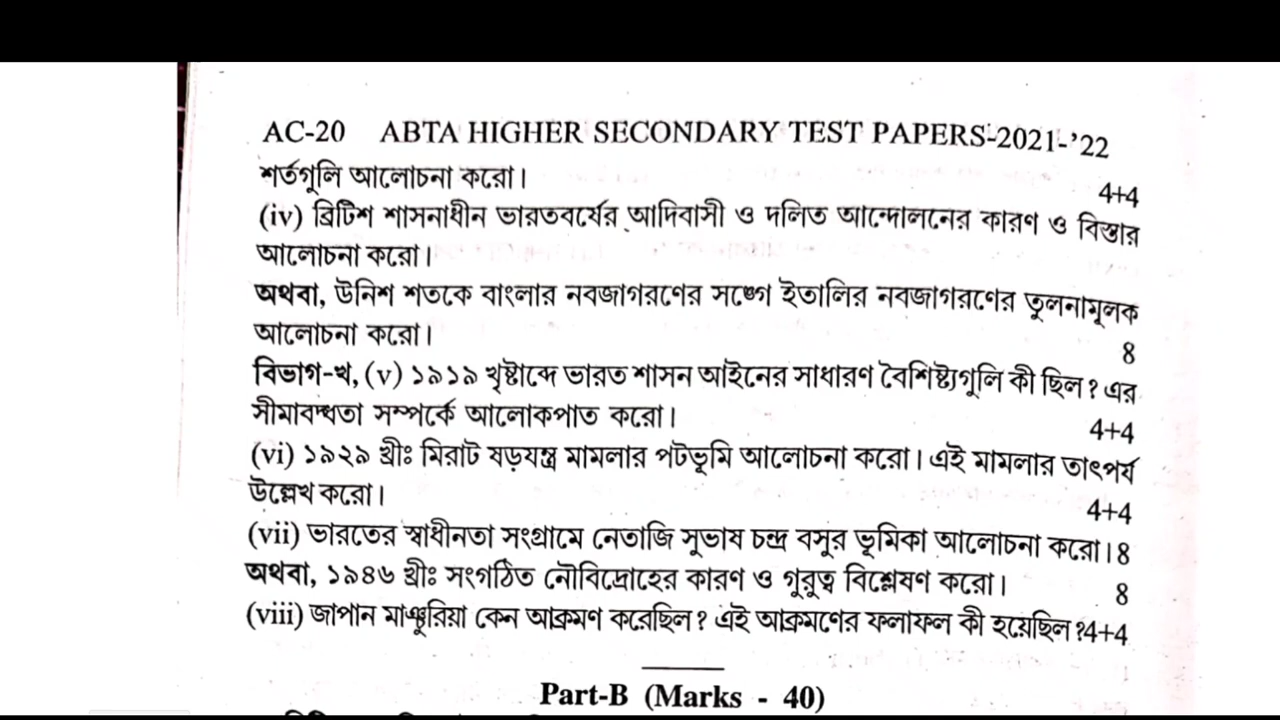 AC-20 ABTA HIGHER SECONDARY TEST PAPERS-2021-'22
শর্তগুলি আলোচনা করো। 4+4
(iv) ব্রিটিশ শাসনাধীন ভারতবর্ষের আদিবাসী ও দলিত আন্দোলনের কারণ ও বিস্তার
আলোচনা করো।
অথবা, উনিশ শতকে বাংলার নবজাগরণের সঙ্গে ইতালির নবজাগরণের তুলনামূলক
আলোচনা করো। 8
বিভাগ-খ, (v) ১৯১৯ খৃষ্টাব্দে ভারত শাসন আইনের সাধারণ বৈশিষ্ট্যগুলি কী ছিল? এর
সীমাবদ্ধতা সম্পর্কে আলোকপাত করো। 4+4
(vi) ১৯২৯ খ্রীঃ মিরাট ষড়যন্ত্র মামলার পটভূমি আলোচনা করো। এই মামলার তাৎপর্য
উল্লেখ করো। 4+4
(vii) ভারতের স্বাধীনতা সংগ্রামে নেতাজি সুভাষ চন্দ্র বসুর ভূমিকা আলোচনা করো। 8
অথবা, ১৯৪৬ খ্রীঃ সংগঠিত নৌবিদ্রোহের কারণ ও গুরুত্ব বিশ্লেষণ করো। 8
(viii) জাপান মাঞ্চুরিয়া কেন আক্রমণ করেছিল? এই আক্রমণের ফলাফল কী হয়েছিল ?4+4
Part-B (Marks - 40)